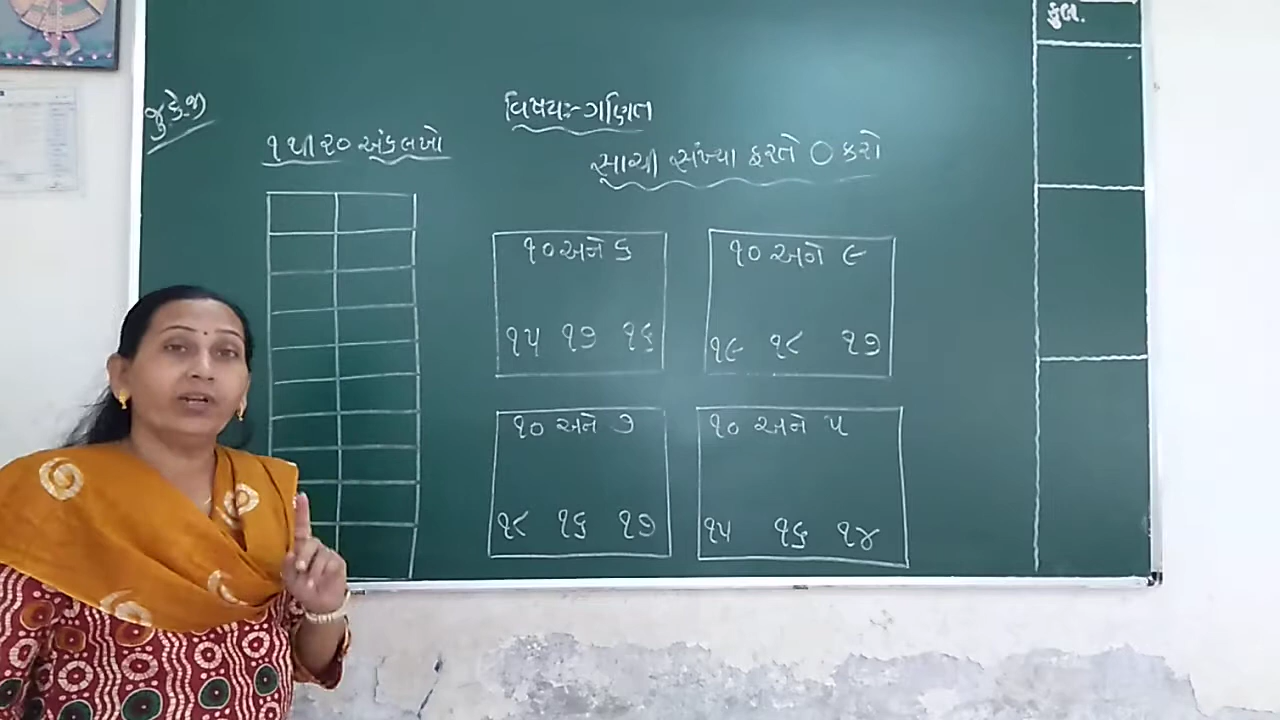 જુ.કે.જી
વિષય:- ગણિત
૧ થી ૨૦ અંક લખો
સાચી સંખ્યા ફરતે ○ કરો
૧૦ અને ૬
૧૫ ૧૭ ૧૬
૧૦ અને ૯
૧૯ ૧૮ ૧૭
૧૦ અને ૭
૧૮ ૧૬ ૧૭
૧૦ અને ૫
૧૫ ૧૬ ૧૪
કુલ.